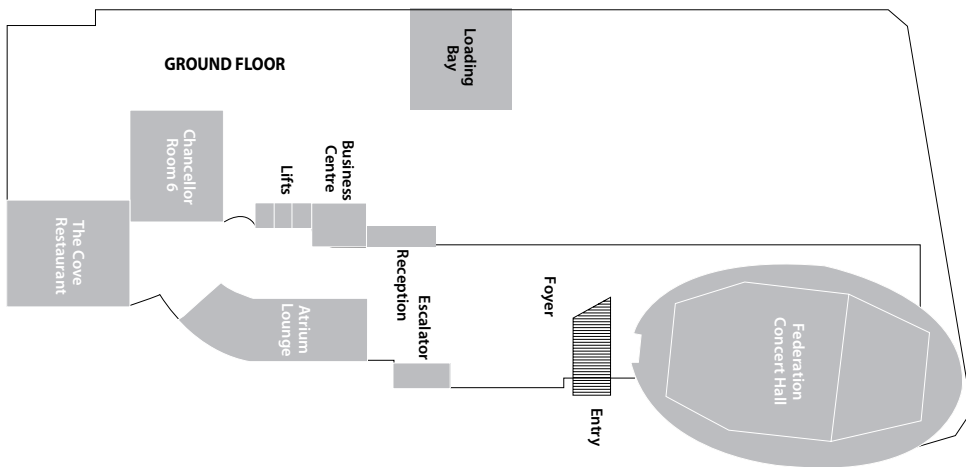 GROUND FLOOR
Loading
Bay
Chancellor
Room 6
Lifts
Business
Centre
The Cove
Restaurant
Reception
Escalator
Atrium
Lounge
Foyer
Entry
Federation
Concert Hall